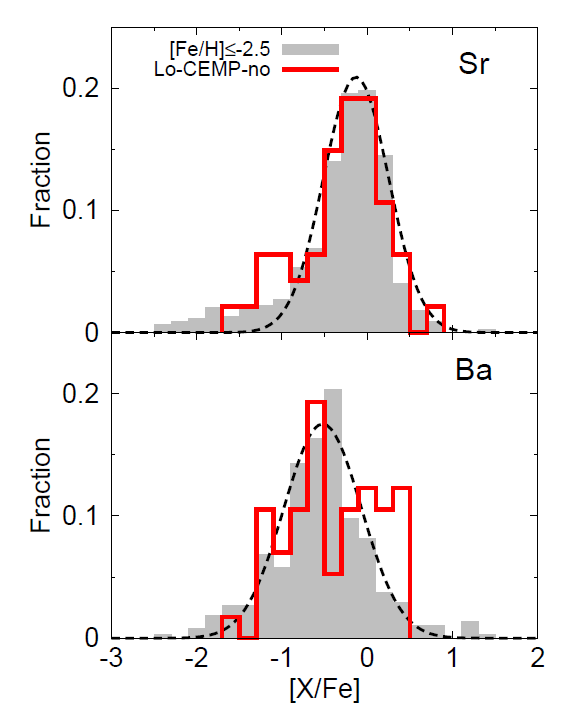 [Fe/H]≤-2.5
Lo-CEMP-no
Sr
0.2
0.1
0
Fraction
Ba
0.2
0.1
0
Fraction
-3 -2 -1 0 1 2
[X/Fe]